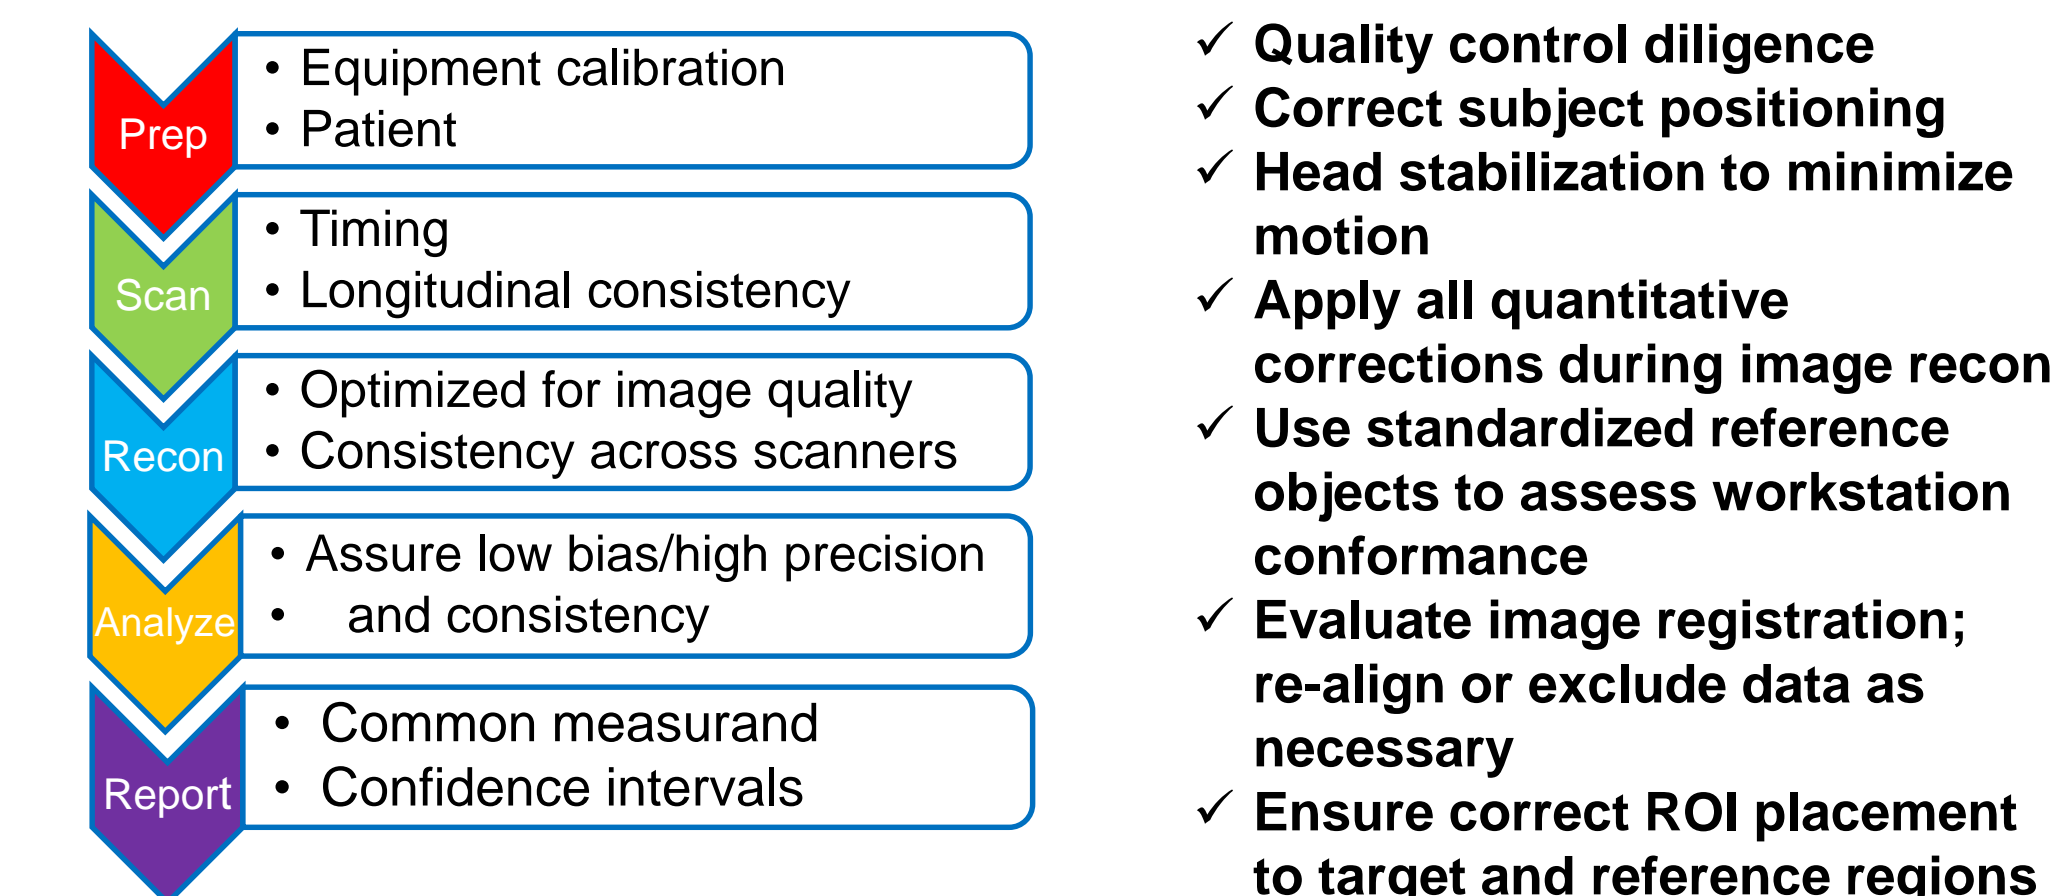 Prep
• Equipment calibration
• Patient
Scan
• Timing
• Longitudinal consistency
Recon
• Optimized for image quality
• Consistency across scanners
Analyze
• Assure low bias/high precision
• and consistency
Report
• Common measurand
• Confidence intervals
✓ Quality control diligence
✓ Correct subject positioning
✓ Head stabilization to minimize
motion
✓ Apply all quantitative
corrections during image recon
✓ Use standardized reference
objects to assess workstation
conformance
✓ Evaluate image registration;
re-align or exclude data as
necessary
✓ Ensure correct ROI placement
to target and reference regions